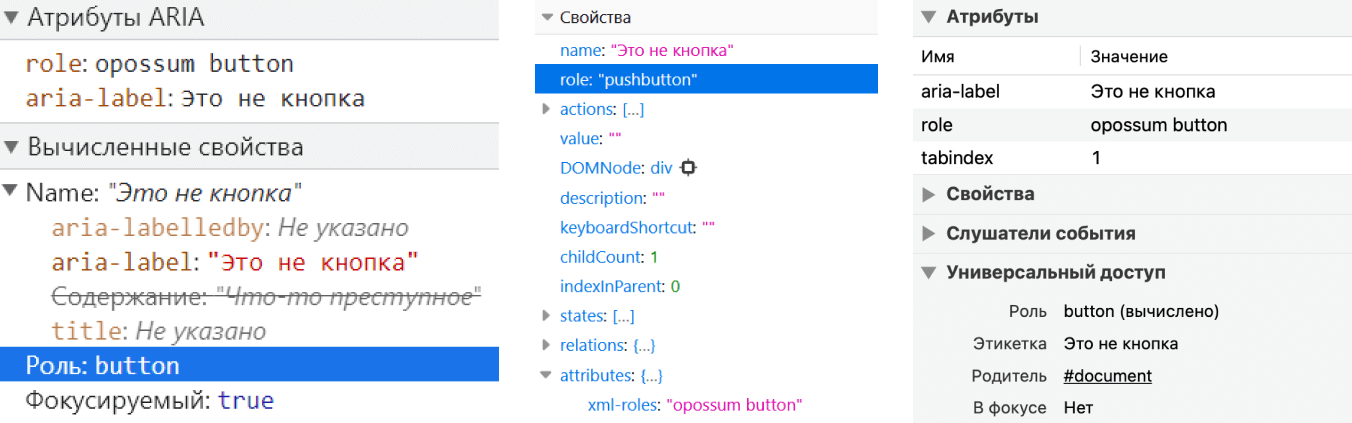 Атрибуты ARIA
role: opossum button
aria-label: Это не кнопка
Вычисленные свойства
Name: "Это не кнопка"
aria-labelledby: Не указано
aria-label: "Это не кнопка"
Содержание: "Что-то преступное"
title: Не указано
Роль: button
Фокусируемый: true
Свойства
name: "Это не кнопка"
role: "pushbutton"
actions: […]
value: ""
DOMNode: div
description: ""
keyboardShortcut: ""
childCount: 1
indexInParent: 0
states: […]
relations: {…}
attributes: {…}
xml-roles: "opossum button"
Атрибуты
Имя Значение
aria-label Это не кнопка
role opossum button
tabindex 1
Свойства
Слушатели события
Универсальный доступ
Роль button (вычислено)
Этикетка Это не кнопка
Родитель #document
В фокусе Нет